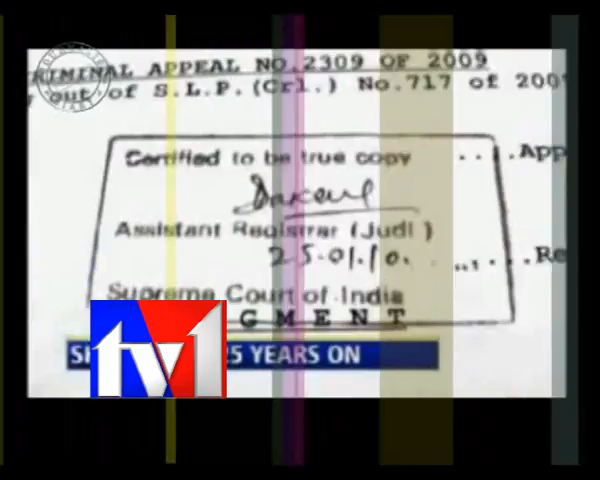 RIMINAL APPEAL NO.2309 OF 2009
out of S.L.P.(Crl.) No.717 of 200
Certified to be true copy
...App
Assistant Registrar (Judl)
25.01.10.
...Re
Supreme Court of India
GMENT
25 YEARS ON
tv1